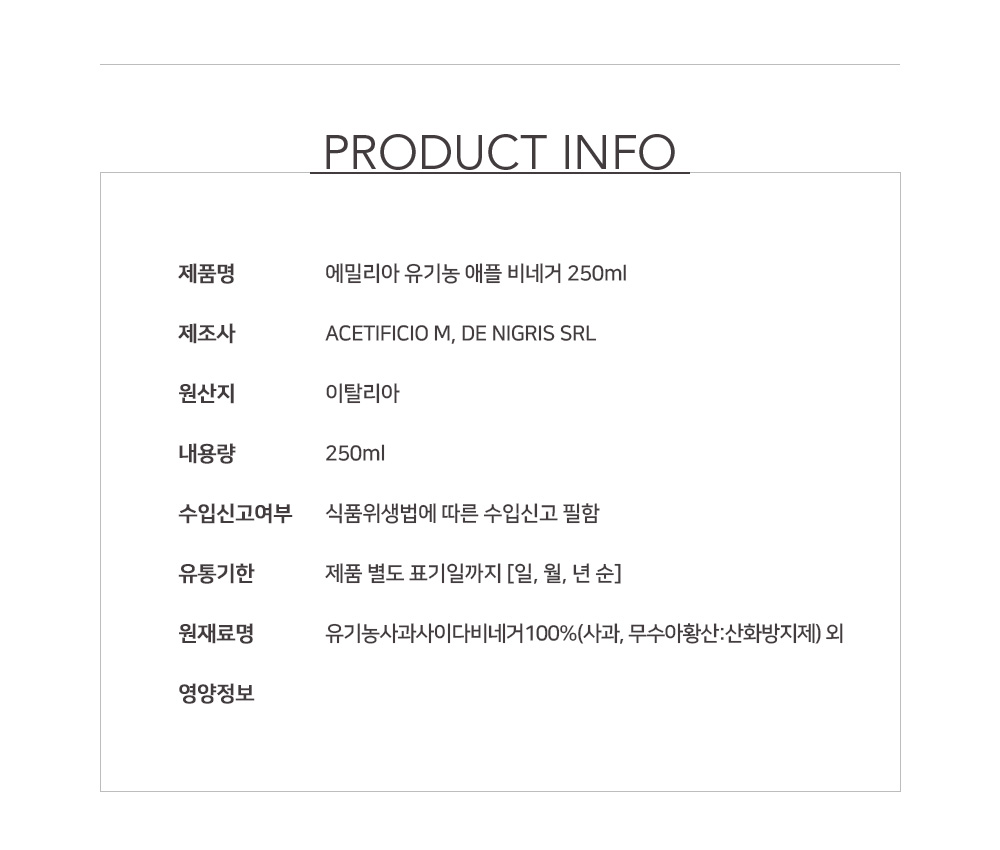 PRODUCT INFO
제품명 에밀리아 유기농 애플 비네거 250ml
제조사 ACETIFICIO M, DE NIGRIS SRL
원산지 이탈리아
내용량 250ml
수입신고여부 식품위생법에 따른 수입신고 필함
유통기한 제품 별도 표기일까지 [일, 월, 년 순]
원재료명 유기농사과사이다비네거100%(사과, 무수아황산:산화방지제) 외
영양정보